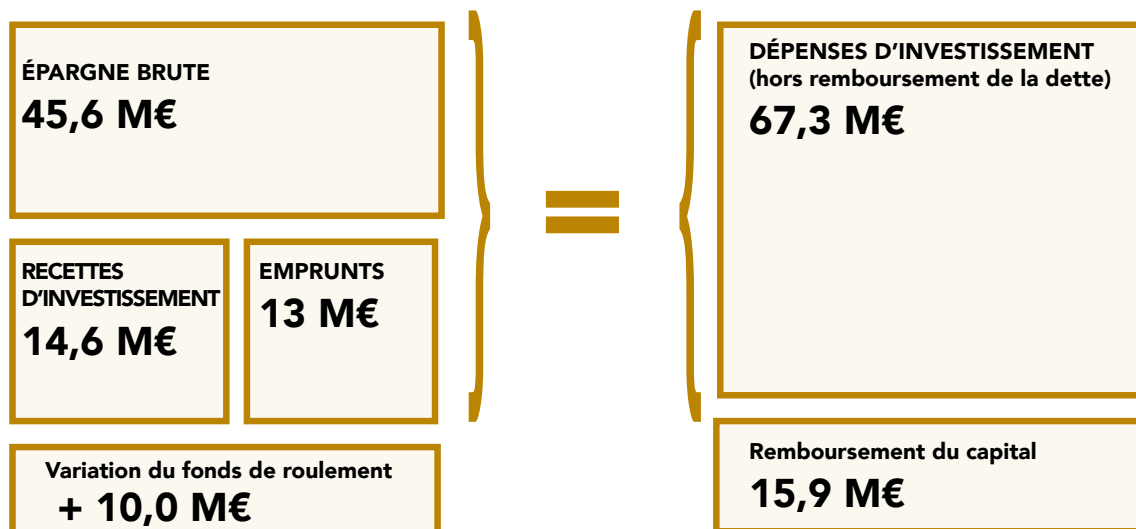 ÉPARGNE BRUTE
45,6 M€
RECETTES
D’INVESTISSEMENT
14,6 M€
EMPRUNTS
13 M€
Variation du fonds de roulement
+ 10,0 M€
=
DÉPENSES D’INVESTISSEMENT
(hors remboursement de la dette)
67,3 M€
Remboursement du capital
15,9 M€